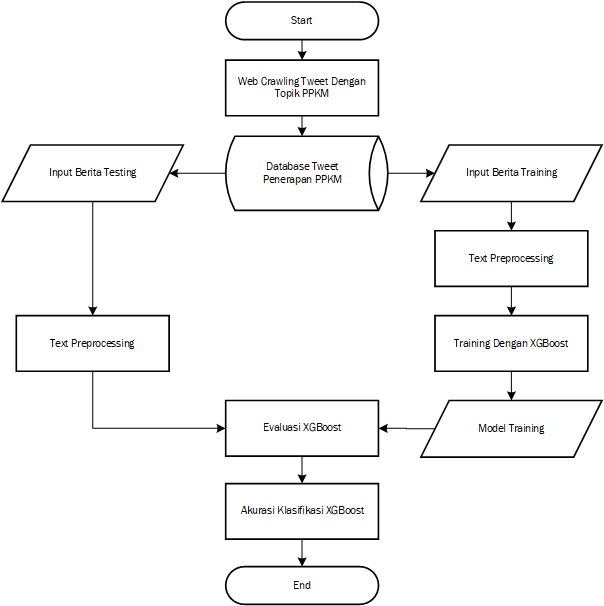 Start
Web Crawling Tweet Dengan
Topik PPKM
Database Tweet
Penerapan PPKM
Input Berita Testing
Input Berita Training
Text Preprocessing
Text Preprocessing
Training Dengan XGBoost
Evaluasi XGBoost
Model Training
Akurasi Klasifikasi XGBoost
End